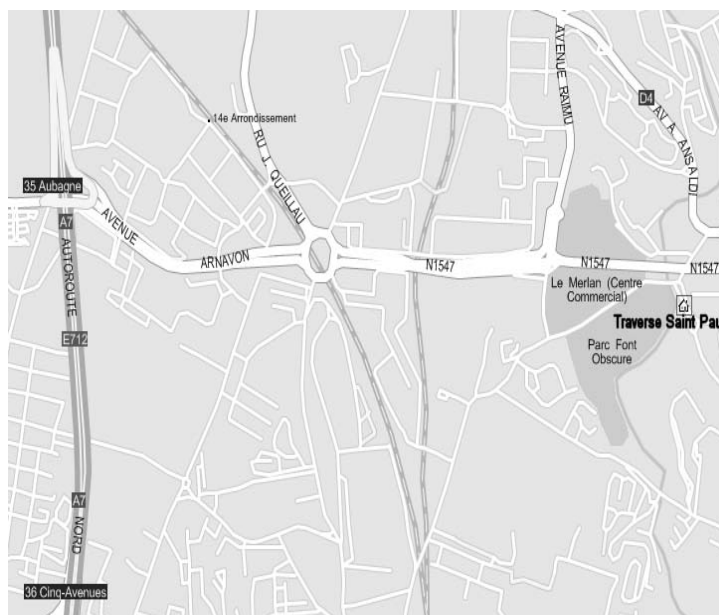 D4
AVENUE RAIMU
AV A. ANSALDI
14e Arrondissement
RU J. QUEILLAU
35 Aubagne
A7
AVENUE
ARNAVON
AUTOROUTE
N1547
N1547
N1547
Le Merlan (Centre
Commercial)
Traverse Saint Pau
E712
Parc Font
Obscure
A7
NORD
36 Cinq-Avenues